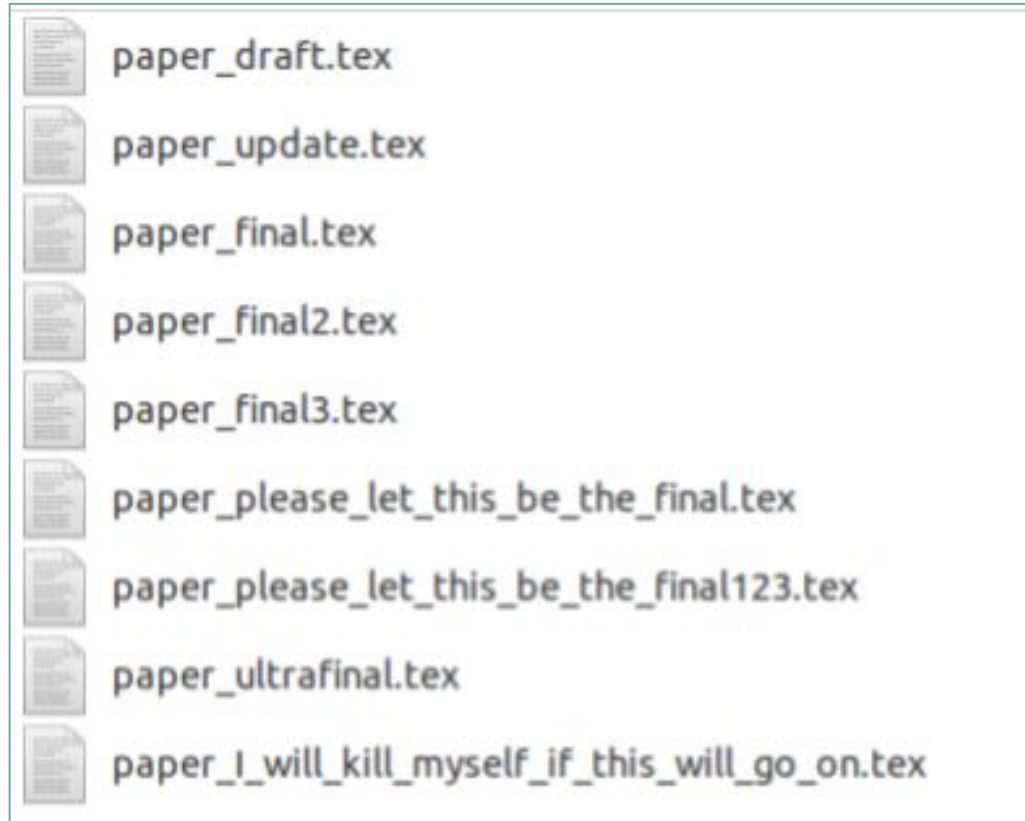 paper_draft.tex
paper_update.tex
paper_final.tex
paper_final2.tex
paper_final3.tex
paper_please_let_this_be_the_final.tex
paper_please_let_this_be_the_final123.tex
paper_ultrafinal.tex
paper_I_will_kill_myself_if_this_will_go_on.tex